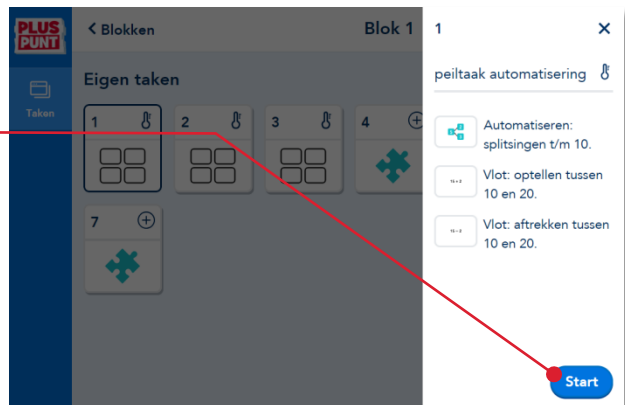 PLUS
PUNT
Taken
< Blokken
Blok 1
Eigen taken
1
2
3
4
7
1
peiltaak automatisering
Automatiseren:
splitsingen t/m 10.
Vlot: optellen tussen
10 en 20.
Vlot: aftrekken tussen
10 en 20.
Start